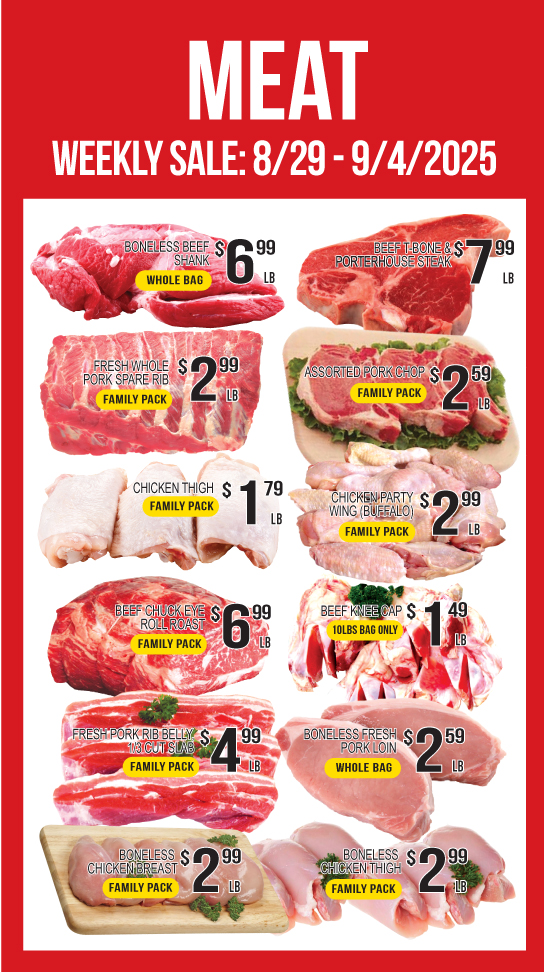 MEAT
WEEKLY SALE: 8/29 - 9/4/2025
BONELESS BEEF
SHANK
WHOLE BAG
$6.99
LB
BEEF T-BONE &
PORTERHOUSE STEAK
$7.99
LB
FRESH WHOLE
PORK SPARE RIB
FAMILY PACK
$2.99
LB
ASSORTED PORK CHOP
FAMILY PACK
$2.59
LB
CHICKEN THIGH
FAMILY PACK
$1.79
LB
CHICKEN PARTY
WING (BUFFALO)
FAMILY PACK
$2.99
LB
BEEF CHUCK EYE
ROLL ROAST
FAMILY PACK
$6.99
LB
BEEF KNEE CAP
10LBS BAG ONLY
$1.49
LB
FRESH PORK RIB BELLY
1/3 CUT SLAB
FAMILY PACK
$4.99
LB
BONELESS FRESH
PORK LOIN
WHOLE BAG
$2.59
LB
BONELESS
CHICKEN BREAST
FAMILY PACK
$2.99
LB
BONELESS
CHICKEN THIGH
FAMILY PACK
$2.99
LB